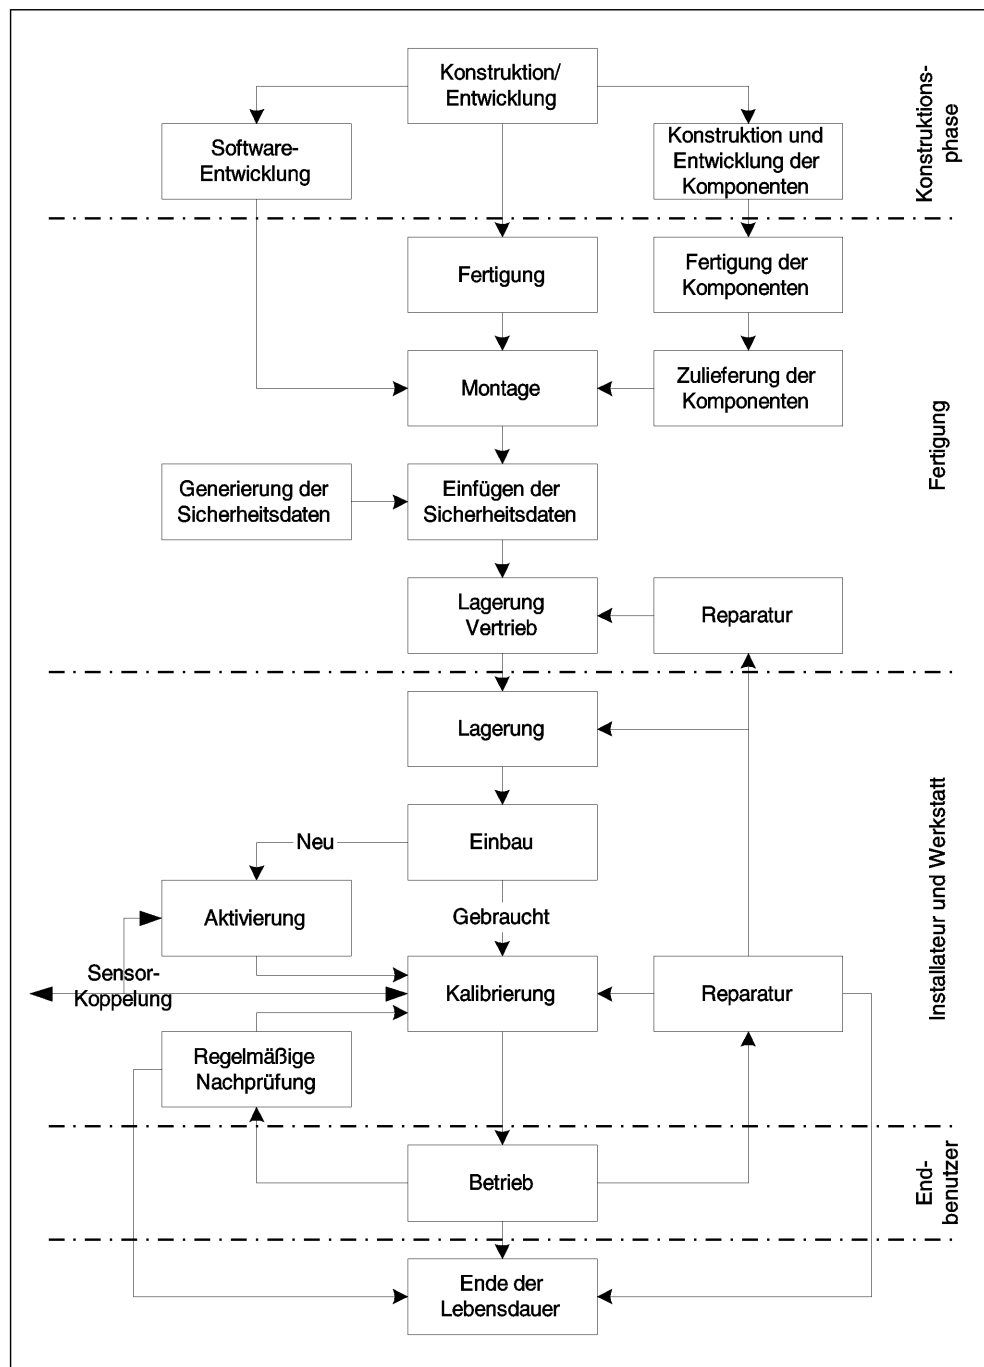 Konstruktion/
Entwicklung
Software-
Entwicklung
Konstruktion und
Entwicklung der
Komponenten
Konstruktions-
phase
Fertigung
Fertigung der
Komponenten
Montage
Zulieferung der
Komponenten
Fertigung
Generierung der
Sicherheitsdaten
Einfügen der
Sicherheitsdaten
Lagerung
Vertrieb
Reparatur
Lagerung
Neu
Einbau
Aktivierung
Gebraucht
Sensor-
Koppelung
Kalibrierung
Reparatur
Installateur und Werkstatt
Regelmäßige
Nachprüfung
Betrieb
End-
benutzer
Ende der
Lebensdauer